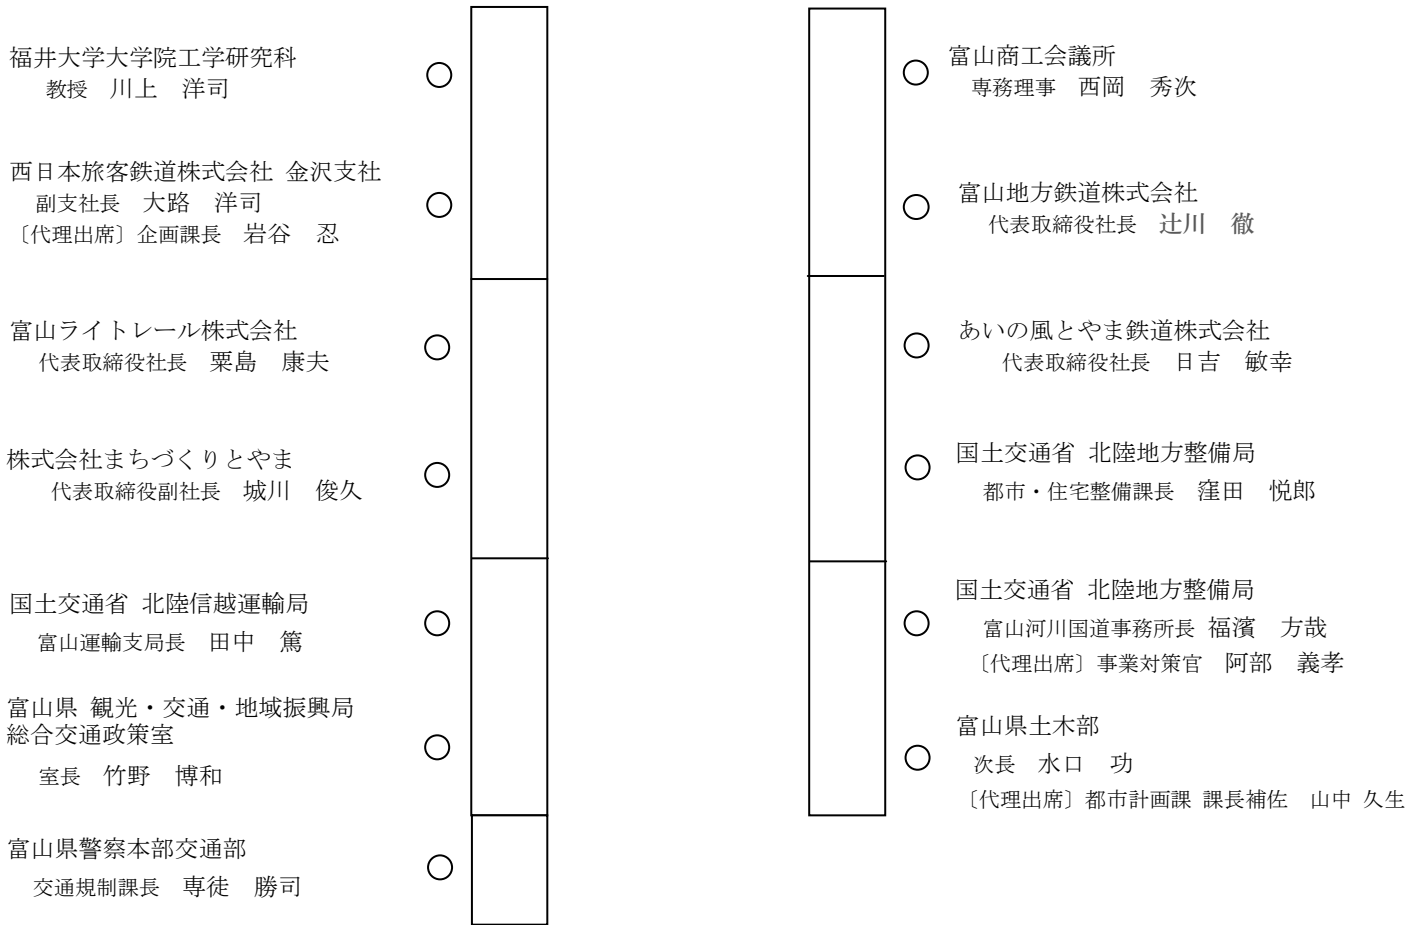 福井大学大学院工学研究科
教授　川上　洋司
西日本旅客鉄道株式会社 金沢支社
副支社長　大路　洋司
〔代理出席〕企画課長　岩谷　忍
富山ライトレール株式会社
代表取締役社長　粟島　康夫
株式会社まちづくりとやま
代表取締役副社長　城川　俊久
国土交通省 北陸信越運輸局
富山運輸支局長　田中　篤
富山県 観光・交通・地域振興局
総合交通政策室
室長　竹野　博和
富山県警察本部交通部
交通規制課長　専徒　勝司
富山商工会議所
専務理事　西岡　秀次
富山地方鉄道株式会社
代表取締役社長　辻川　徹
あいの風とやま鉄道株式会社
代表取締役社長　日吉　敏幸
国土交通省 北陸地方整備局
都市・住宅整備課長　窪田　悦郎
国土交通省 北陸地方整備局
富山河川国道事務所長 福濱　方哉
〔代理出席〕事業対策官　阿部　義孝
富山県土木部
次長　水口　功
〔代理出席〕都市計画課 課長補佐　山中 久生